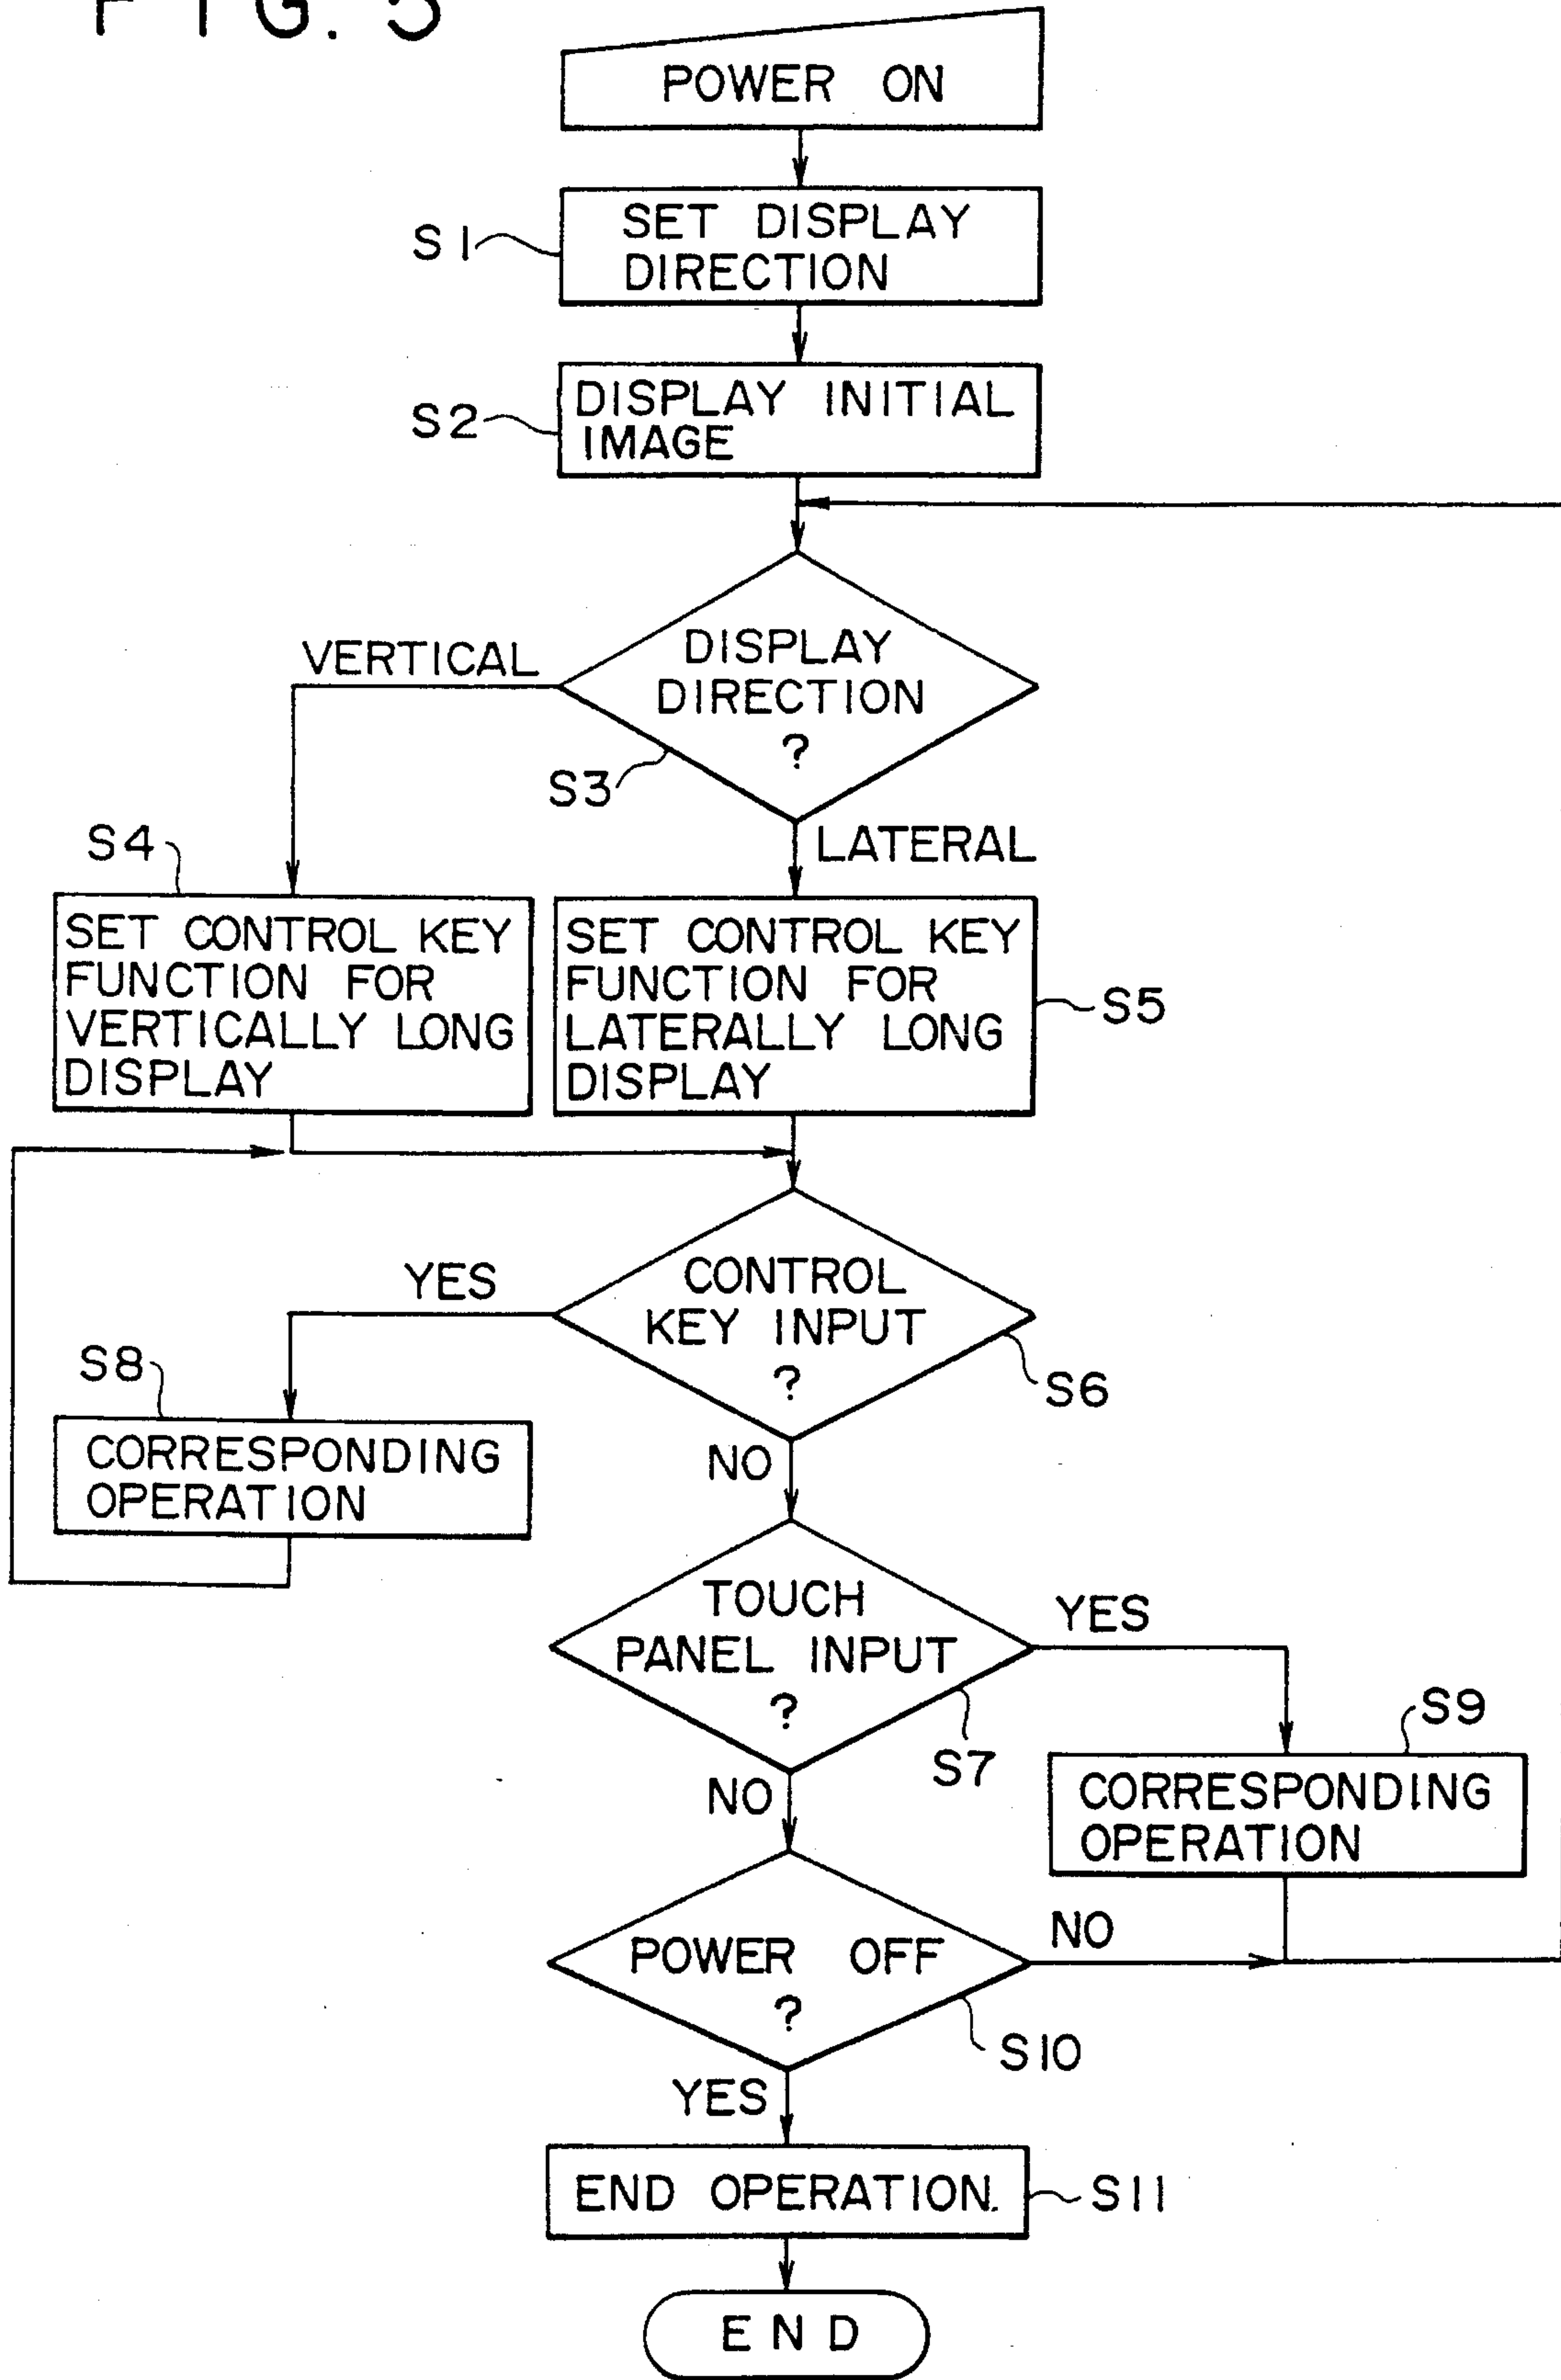 FIG. 5
POWER ON
S1
SET DISPLAY
DIRECTION
S2
DISPLAY INITIAL
IMAGE
VERTICAL
DISPLAY
DIRECTION
?
S3
LATERAL
S4
SET CONTROL KEY
FUNCTION FOR
VERTICALLY LONG
DISPLAY
SET CONTROL KEY
FUNCTION FOR
LATERALLY LONG
DISPLAY
S5
YES
CONTROL
KEY INPUT
?
S6
S8
CORRESPONDING
OPERATION
NO
TOUCH
PANEL INPUT
?
YES
S7
S9
CORRESPONDING
OPERATION
NO
POWER OFF
?
NO
S10
YES
END OPERATION.
S11
END